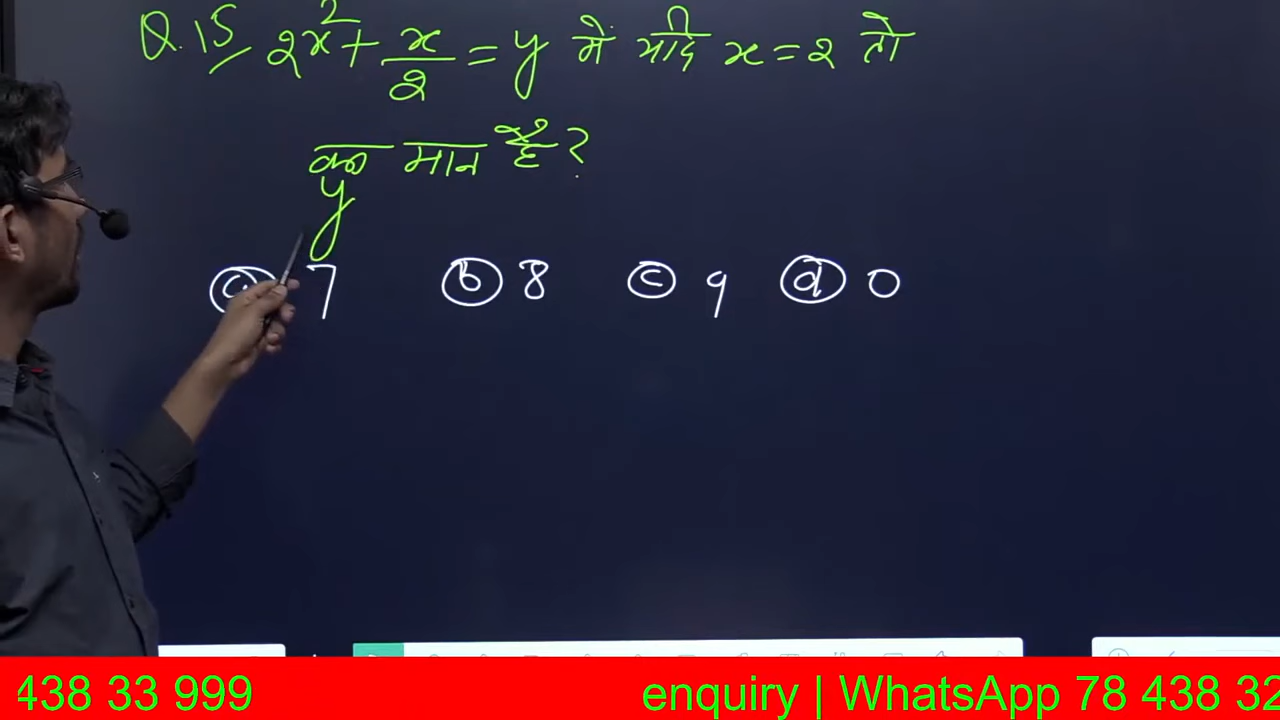 Q.15 2x²+x/2=y में यदि x=2 तो
का मान है?
y
a 7 b 8 c 9 d 0
438 33 999 enquiry | WhatsApp 78 438 32